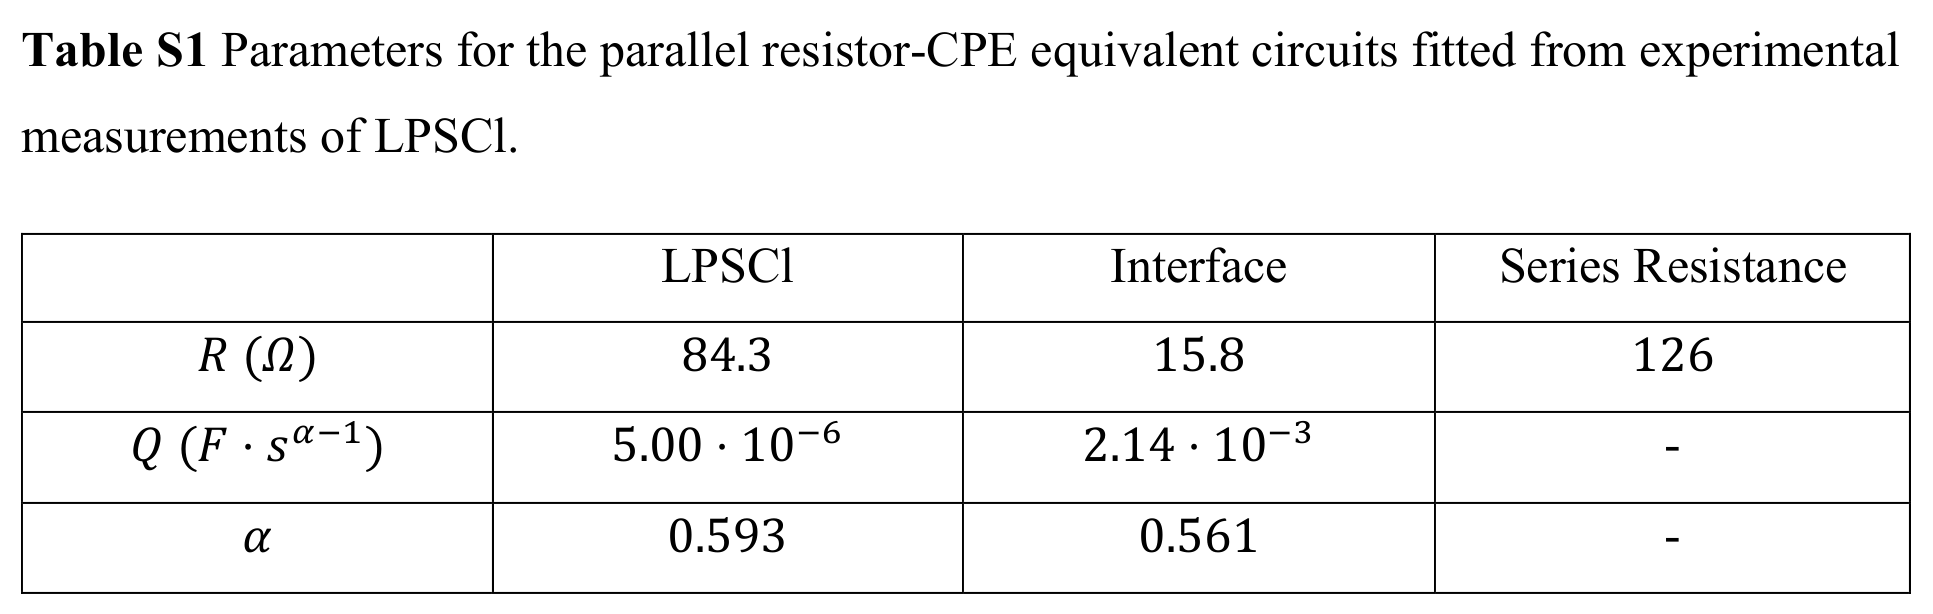 Table S1 Parameters for the parallel resistor-CPE equivalent circuits fitted from experimental
measurements of LPSCl.
LPSCl Interface Series Resistance
R (Ω) 84.3 15.8 126
Q (F · s^{α−1}) 5.00 · 10^{−6} 2.14 · 10^{−3} -
α 0.593 0.561 -